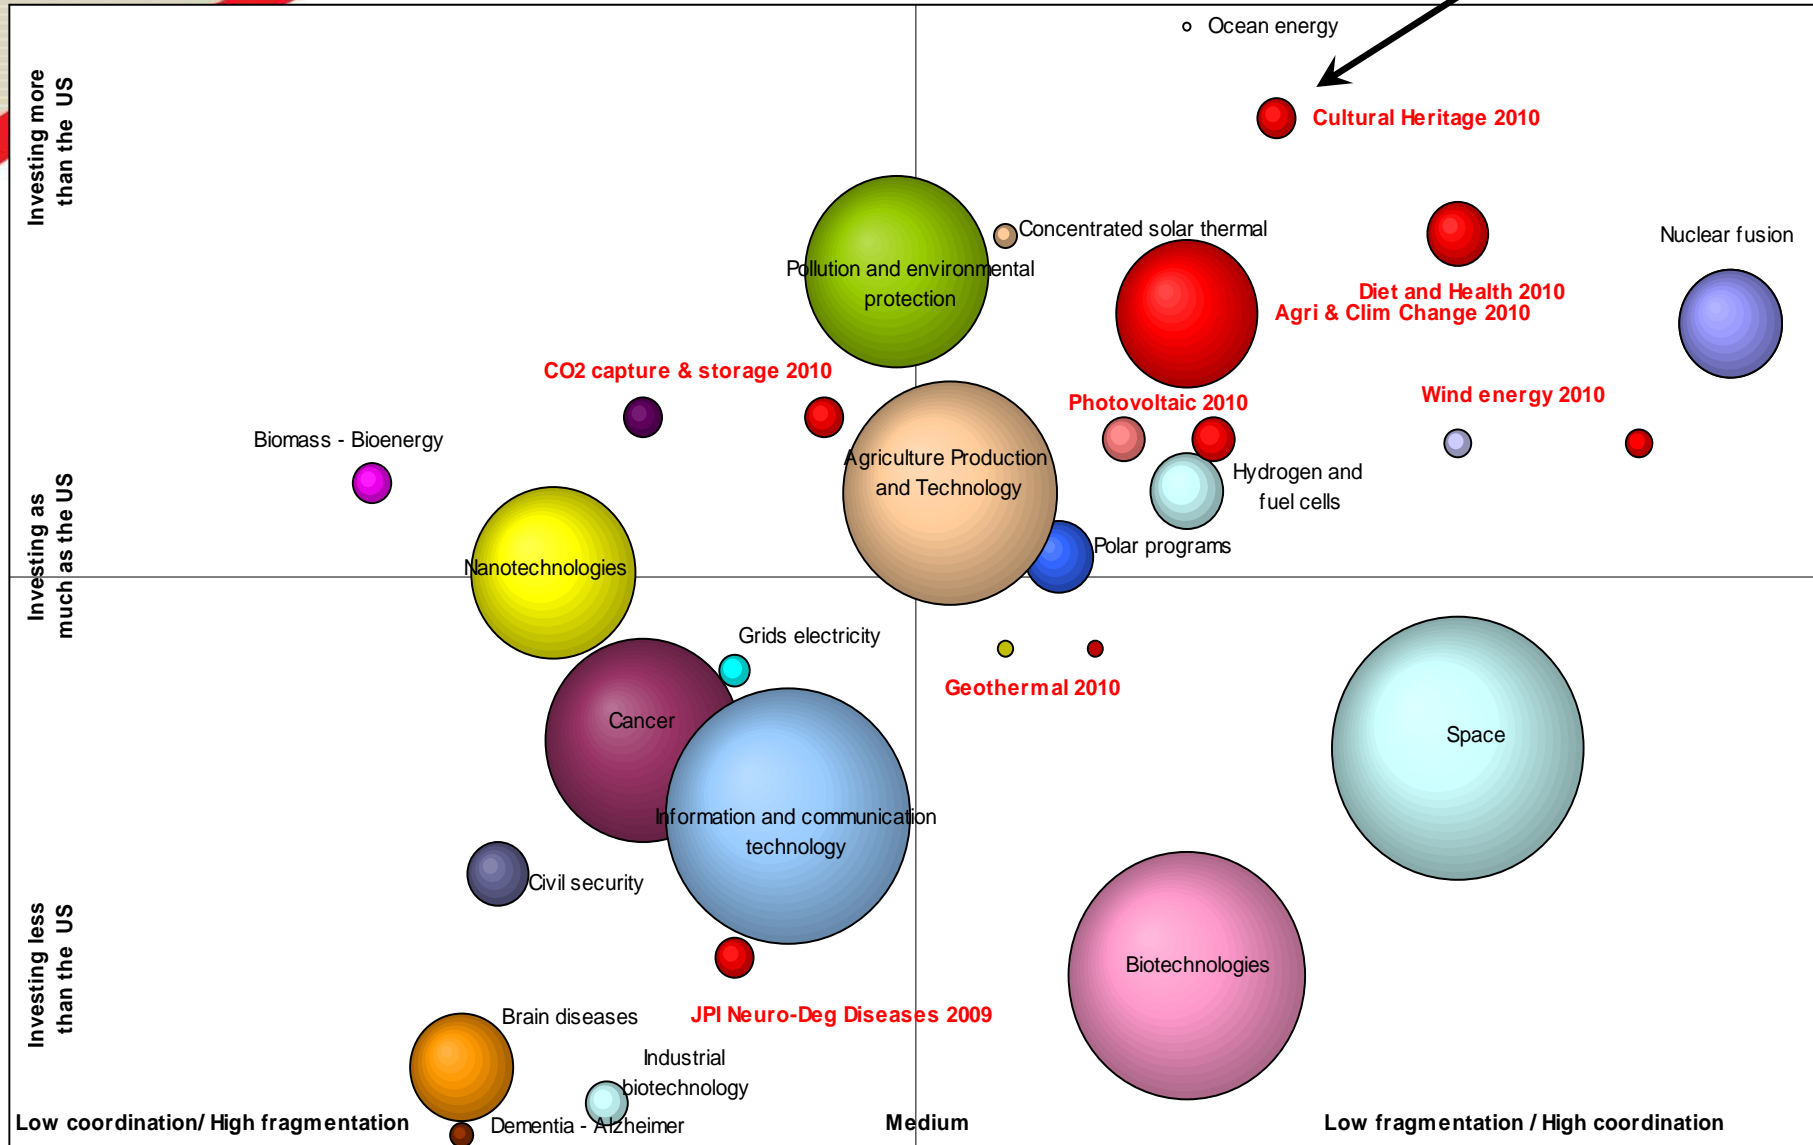 Ocean energy
Investing more
than the US
Cultural Heritage 2010
Concentrated solar thermal
Nuclear fusion
Pollution and environmental
protection
Diet and Health 2010
Agri & Clim Change 2010
CO2 capture & storage 2010
Photovoltaic 2010
Wind energy 2010
Biomass - Bioenergy
Agriculture Production
and Technology
Hydrogen and
fuel cells
Investing as
much as the US
Polar programs
Nanotechnologies
Grids electricity
Geothermal 2010
Cancer
Space
Information and communication
technology
Civil security
Investing less
than the US
Biotechnologies
JPI Neuro-Deg Diseases 2009
Brain diseases
Industrial
biotechnology
Dementia - Alzheimer
Low coordination/ High fragmentation
Medium
Low fragmentation / High coordination